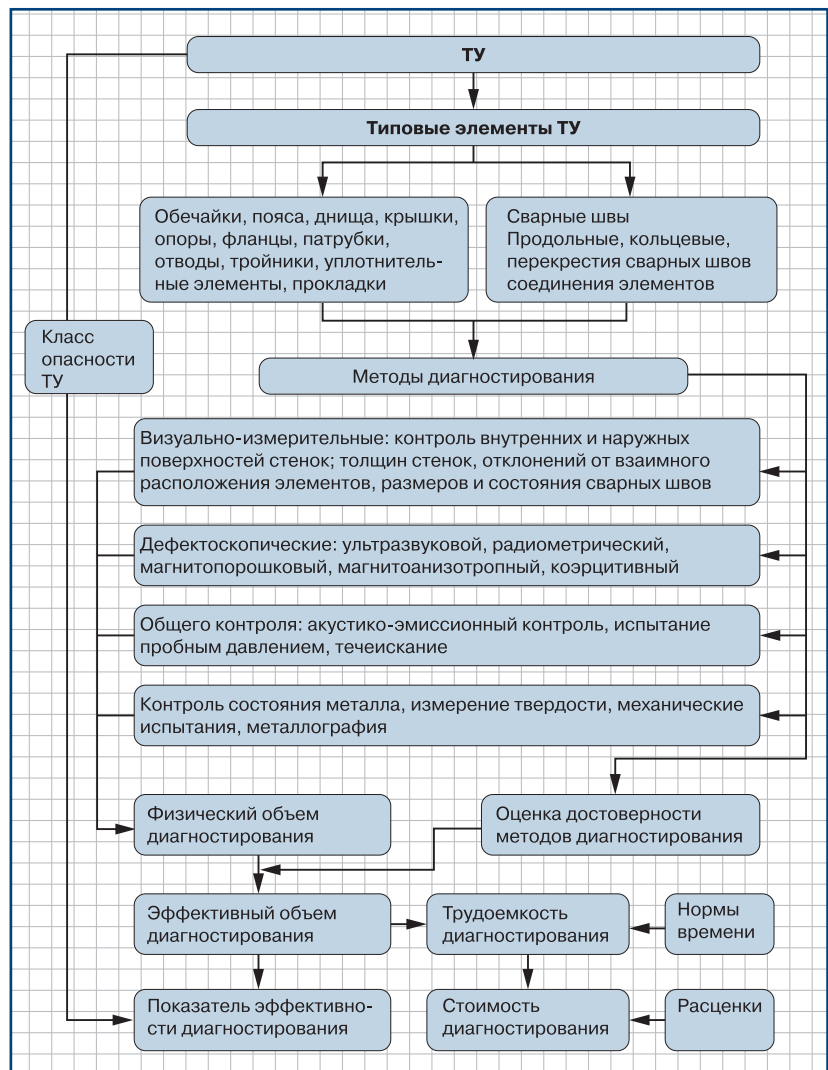 ТУ
Типовые элементы ТУ
Обечайки, пояса, днища, крышки,
опоры, фланцы, патрубки,
отводы, тройники, уплотнитель-
ные элементы, прокладки
Сварные швы
Продольные, кольцевые,
перекрестия сварных швов
соединения элементов
Класс
опасности
ТУ
Методы диагностирования
Визуально-измерительные: контроль внутренних и наружных
поверхностей стенок; толщин стенок, отклонений от взаимного
расположения элементов, размеров и состояния сварных швов
Дефектоскопические: ультразвуковой, радиометрический,
магнитопорошковый, магнитоанизотропный, коэрцитивный
Общего контроля: акустико-эмиссионный контроль, испытание
пробным давлением, течеискание
Контроль состояния металла, измерение твердости, механические
испытания, металлография
Физический объем
диагностирования
Оценка достоверности
методов диагностирования
Эффективный объем
диагностирования
Трудоемкость
диагностирования
Нормы
времени
Показатель эффективно-
сти диагностирования
Стоимость
диагностирования
Расценки